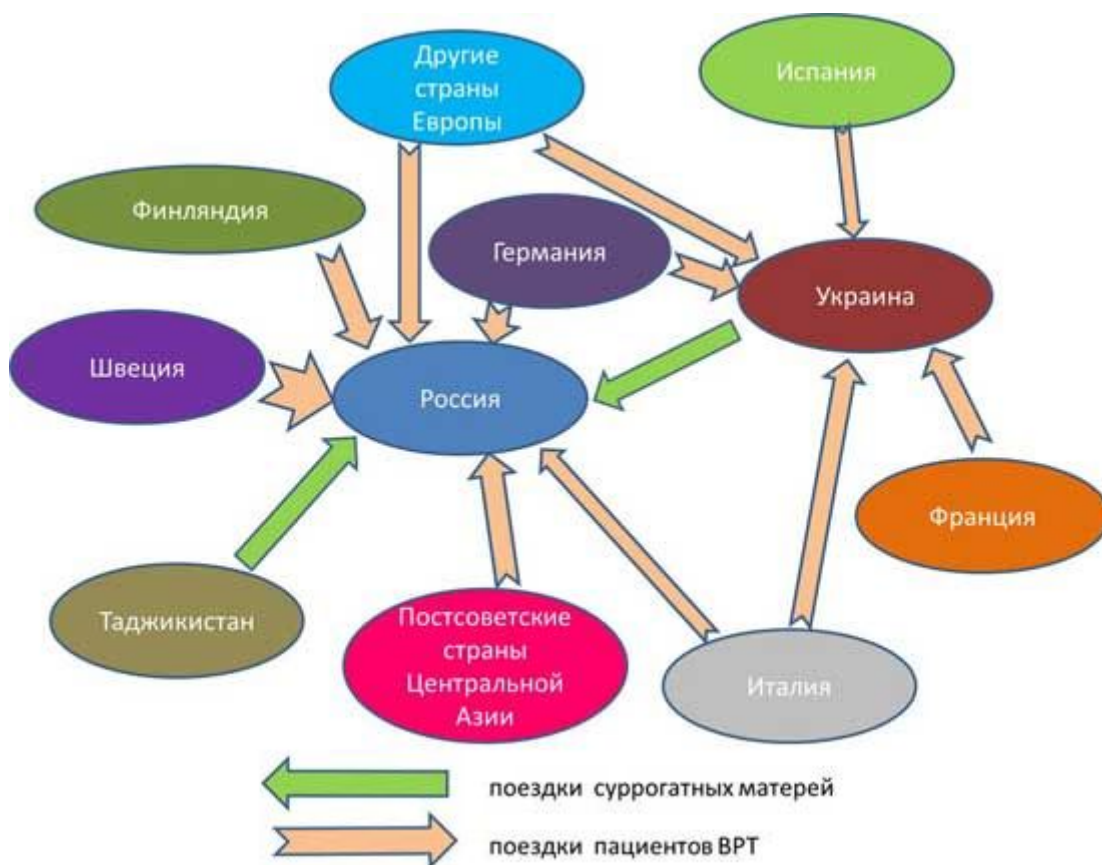 Другие
страны
Европы
Испания
Финляндия
Германия
Украина
Швеция
Россия
Франция
Таджикистан
Постсоветские
страны
Центральной
Азии
Италия
поездки суррогатных матерей
поездки пациентов ВРТ